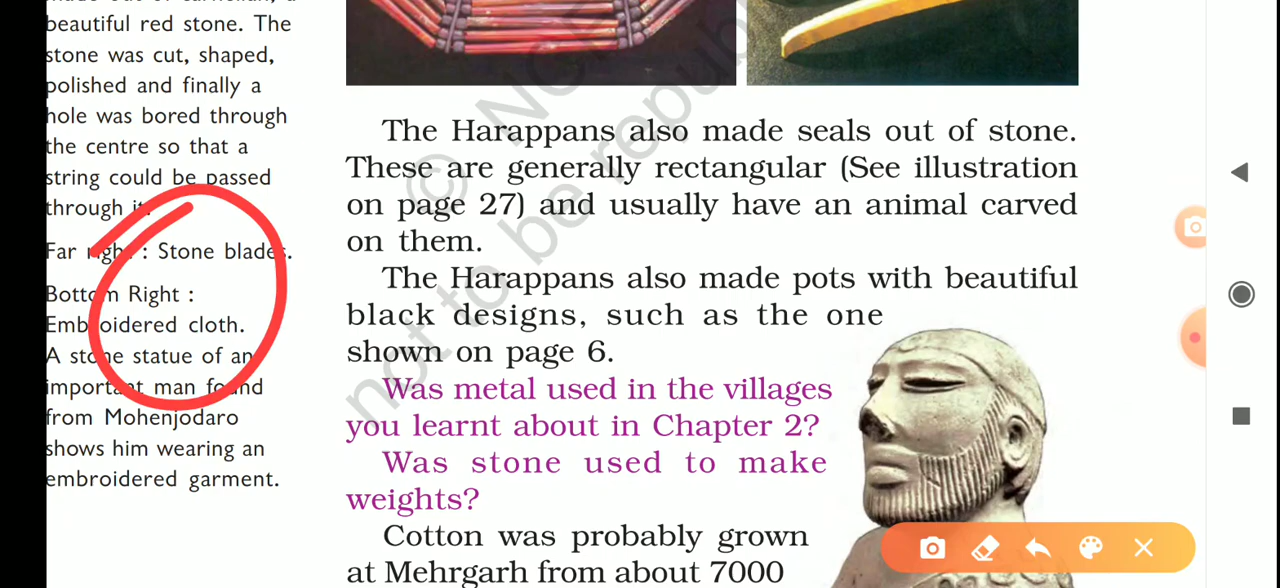 beautiful red stone. The
stone was cut, shaped,
polished and finally a
hole was bored through
the centre so that a
string could be passed
through it.
Far right : Stone blades.
Bottom Right :
Embroidered cloth.
A stone statue of an
important man found
from Mohenjodaro
shows him wearing an
embroidered garment.
The Harappans also made seals out of stone.
These are generally rectangular (See illustration
on page 27) and usually have an animal carved
on them.
The Harappans also made pots with beautiful
black designs, such as the one
shown on page 6.
Was metal used in the villages
you learnt about in Chapter 2?
Was stone used to make
weights?
Cotton was probably grown
at Mehrgarh from about 7000
not to be repub